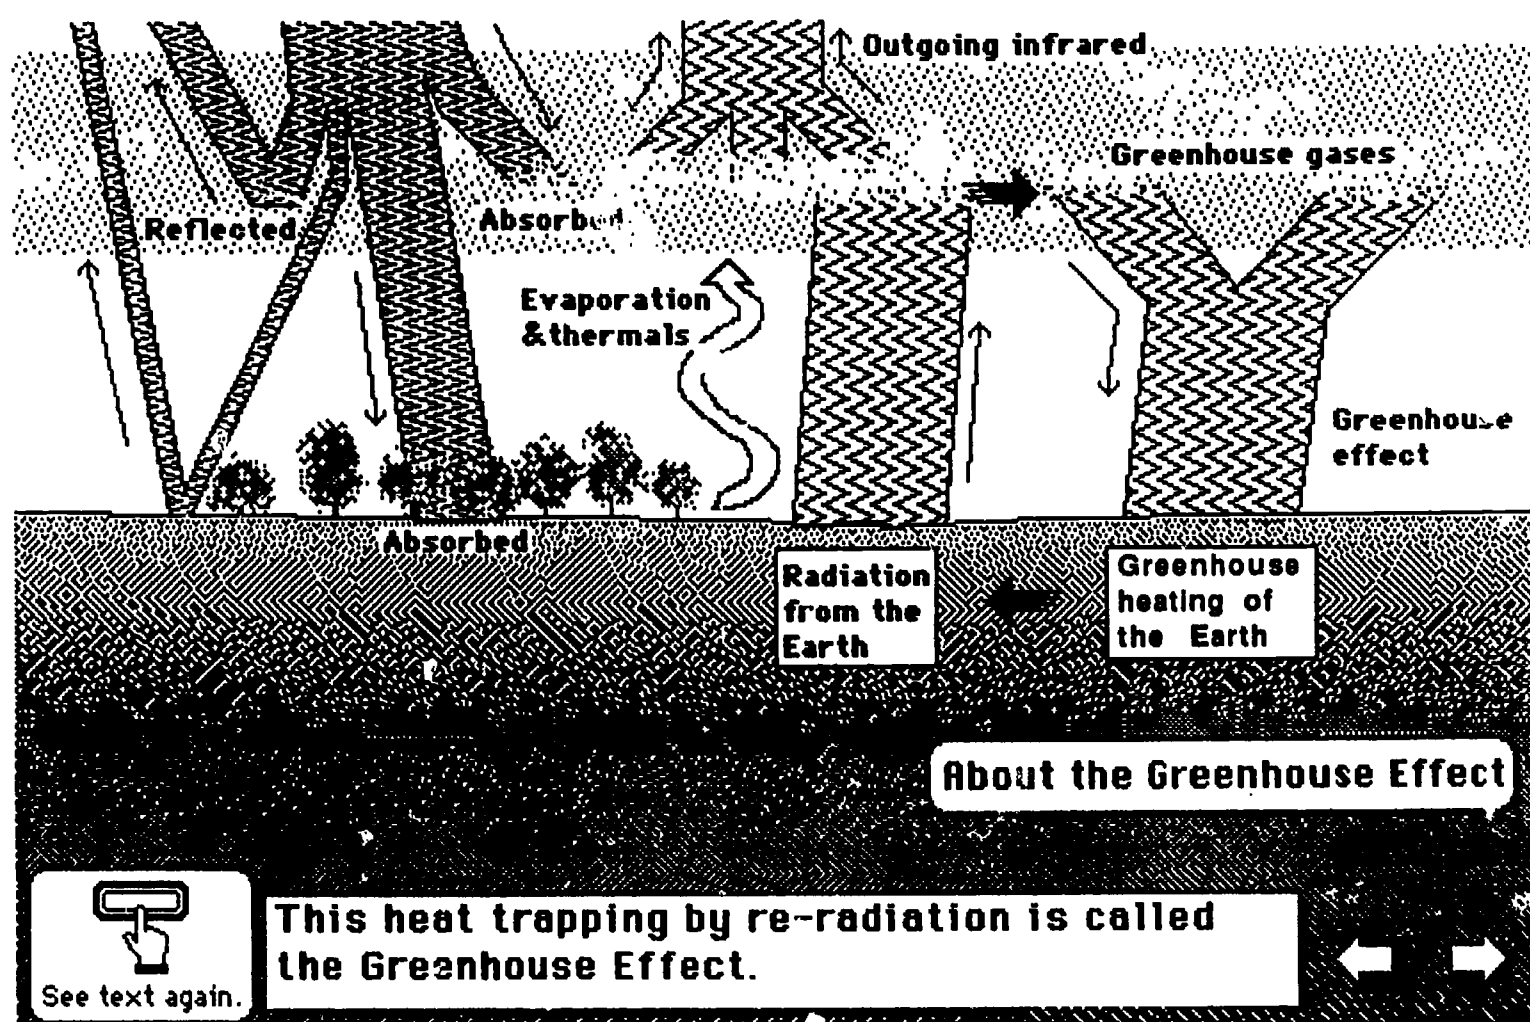 Outgoing infrared
Greenhouse gases
Reflected
Absorbed
Evaporation
&thermals
Greenhouse
effect
Absorbed
Radiation
from the
Earth
Greenhouse
heating of
the Earth
About the Greenhouse Effect
This heat trapping by re-radiation is called
the Greenhouse Effect.
See text again.